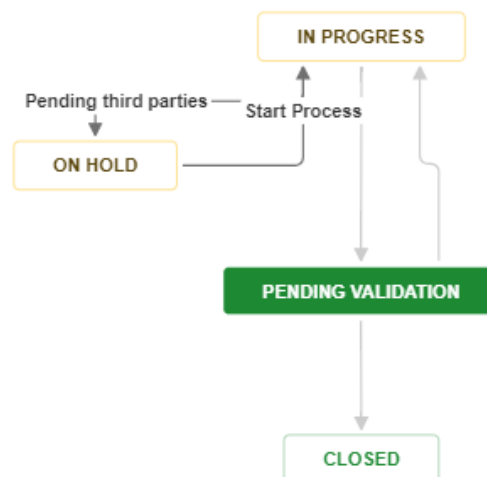 IN PROGRESS
Pending third parties
Start Process
ON HOLD
PENDING VALIDATION
CLOSED